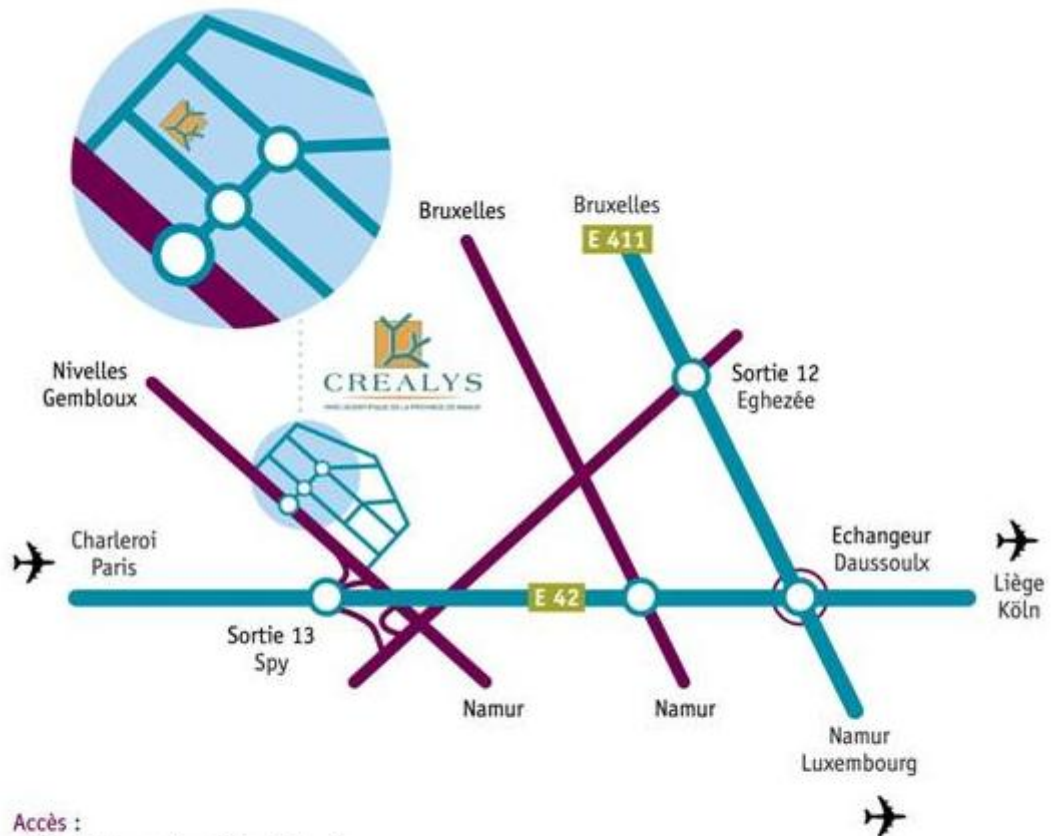 Bruxelles
Bruxelles
E 411
Nivelles
Gembloux
CREALYS
Sortie 12
Eghezée
Charleroi
Paris
Echangeur
Daussoulx
Liège
Köln
E 42
Sortie 13
Spy
Namur
Namur
Namur
Luxembourg
Accès :